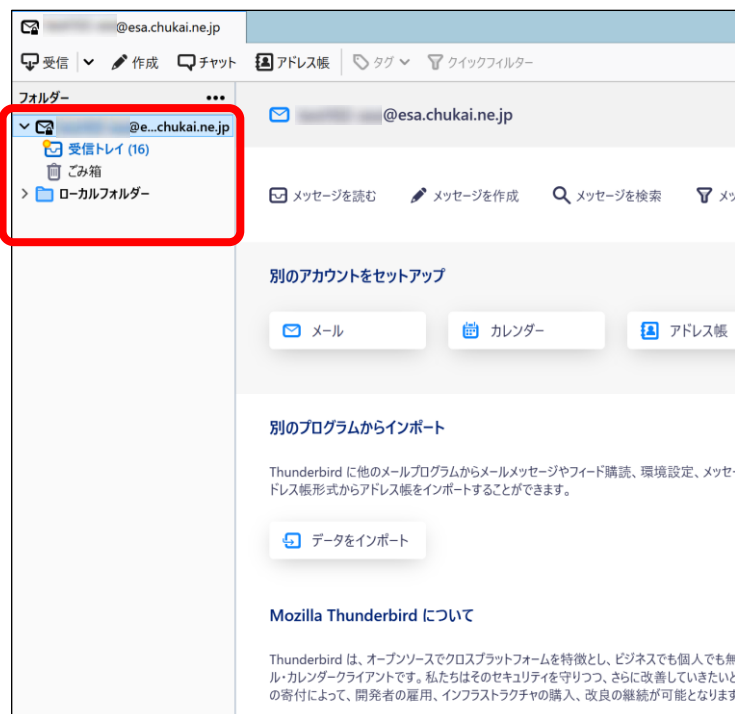 @esa.chukai.ne.jp
受信 作成 チャット アドレス帳 タグ クイックフィルター
フォルダー
@e...chukai.ne.jp
受信トレイ (16)
ごみ箱
ローカルフォルダー
@esa.chukai.ne.jp
メッセージを読む メッセージを作成 メッセージを検索 メッ
別のアカウントをセットアップ
メール カレンダー アドレス帳
別のプログラムからインポート
Thunderbird に他のメールプログラムからメールメッセージやフィード購読、環境設定、メッセー
ドレス帳形式からアドレス帳をインポートすることができます。
データをインポート
Mozilla Thunderbird について
Thunderbird は、オープンソースでクロスプラットフォームを特徴とし、ビジネスでも個人でも無
ル・カレンダークライアントです。私たちはそのセキュリティを守りつつ、さらに改善していきたいと
の寄付によって、開発者の雇用、インフラストラクチャの購入、改良の継続が可能となります